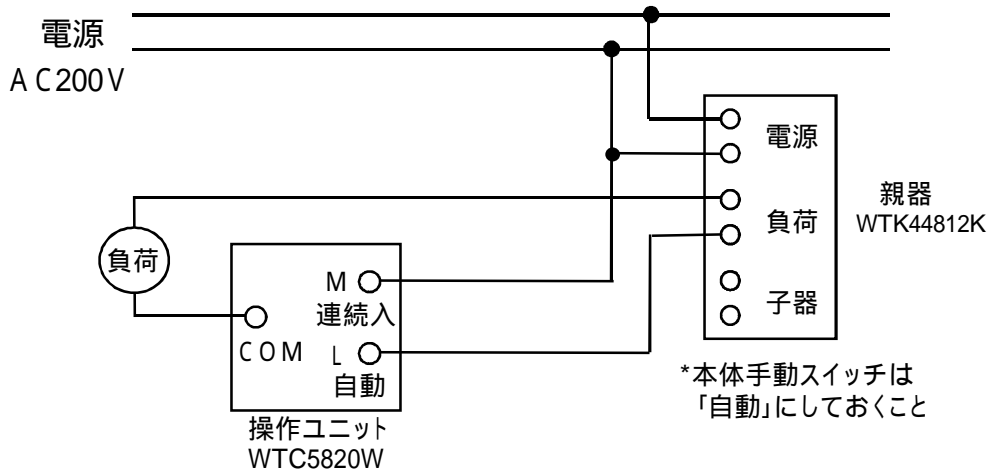 電源
AC200V
電源
親器
WTK44812K
負荷
負荷
M
連続入
子器
COM
L
自動
*本体手動スイッチは
「自動」にしておくこと
操作ユニット
WTC5820W